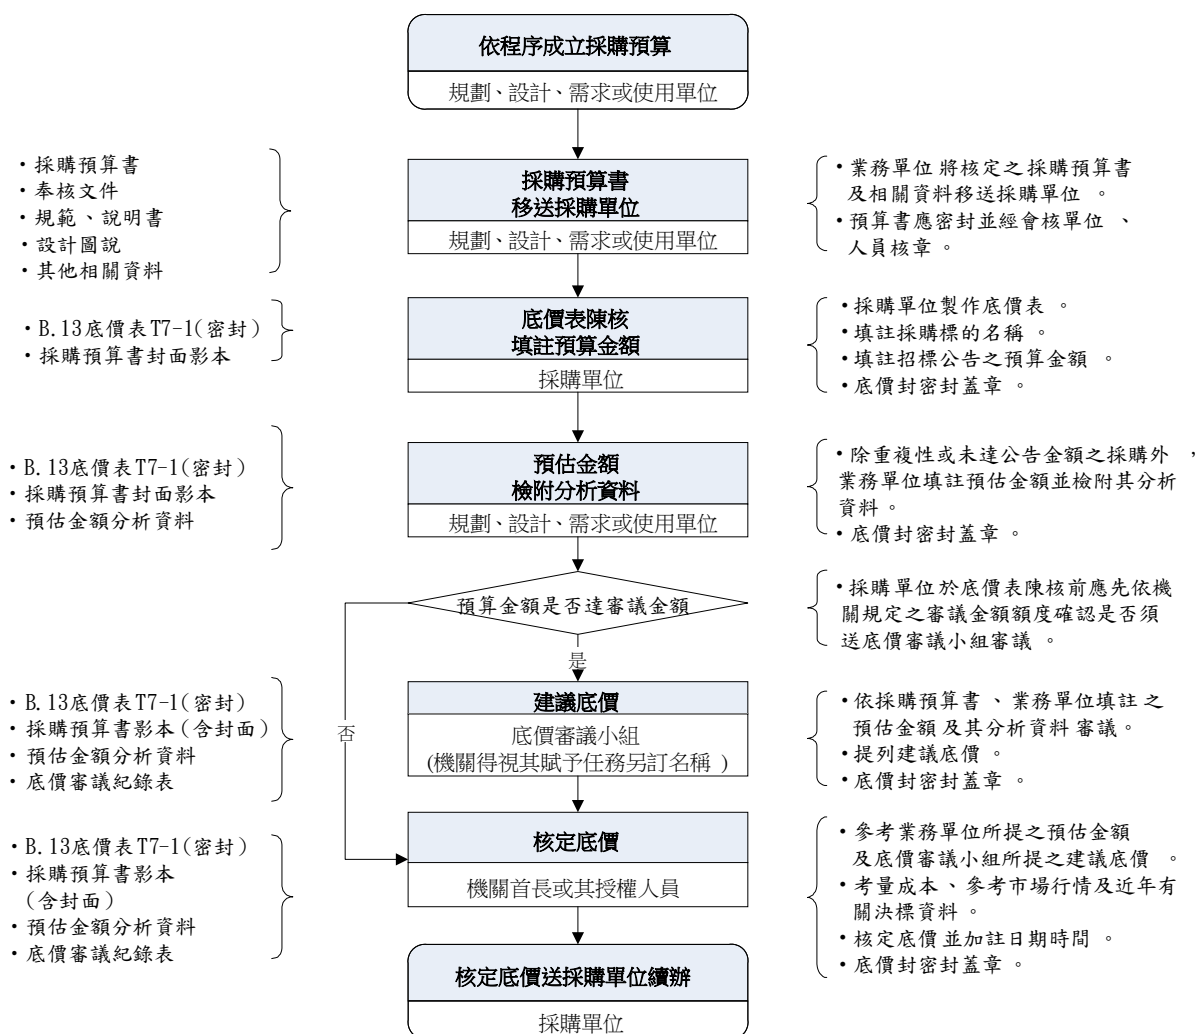 依程序成立採購預算
規劃、設計、需求或使用單位
・採購預算書
・奉核文件
・規範、說明書
・設計圖說
・其他相關資料
採購預算書
移送採購單位
規劃、設計、需求或使用單位
・業務單位將核定之採購預算書
及相關資料移送採購單位。
・預算書應密封並經會核單位、
人員核章。
・B.13底價表T7-1(密封)
・採購預算書封面影本
底價表陳核
填註預算金額
採購單位
・採購單位製作底價表。
・填註採購標的名稱。
・填註招標公告之預算金額。
・底價封密封蓋章。
・B.13底價表T7-1(密封)
・採購預算書封面影本
・預估金額分析資料
預估金額
檢附分析資料
規劃、設計、需求或使用單位
・除重複性或未達公告金額之採購外，
業務單位填註預估金額並檢附其分析
資料。
・底價封密封蓋章。
預算金額是否達審議金額
・採購單位於底價表陳核前應先依機
關規定之審議金額額度確認是否須
送底價審議小組審議。
是
否
・B.13底價表T7-1(密封)
・採購預算書影本(含封面)
・預估金額分析資料
・底價審議紀錄表
建議底價
底價審議小組
(機關得視其賦予任務另訂名稱)
・依採購預算書、業務單位填註之
預估金額及其分析資料審議。
・提列建議底價。
・底價封密封蓋章。
・B.13底價表T7-1(密封)
・採購預算書影本
(含封面)
・預估金額分析資料
・底價審議紀錄表
核定底價
機關首長或其授權人員
・參考業務單位所提之預估金額
及底價審議小組所提之建議底價。
・考量成本、參考市場行情及近年有
關決標資料。
・核定底價並加註日期時間。
・底價封密封蓋章。
核定底價送採購單位續辦
採購單位